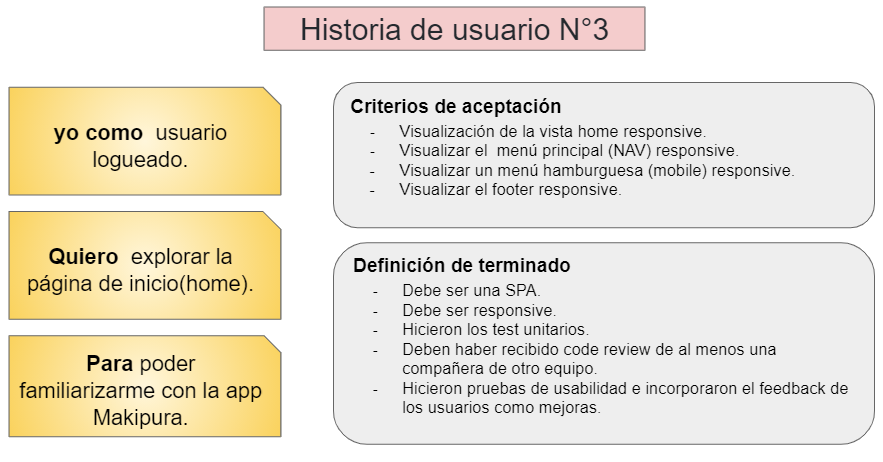 Historia de usuario N°3
yo como usuario
logueado.
Quiero explorar la
página de inicio(home).
Para poder
familiarizarme con la app
Makipura.
Criterios de aceptación
- Visualización de la vista home responsive.
- Visualizar el menú principal (NAV) responsive.
- Visualizar un menú hamburguesa (mobile) responsive.
- Visualizar el footer responsive.
Definición de terminado
- Debe ser una SPA.
- Debe ser responsive.
- Hicieron los test unitarios.
- Deben haber recibido code review de al menos una
compañera de otro equipo.
- Hicieron pruebas de usabilidad e incorporaron el feedback de
los usuarios como mejoras.